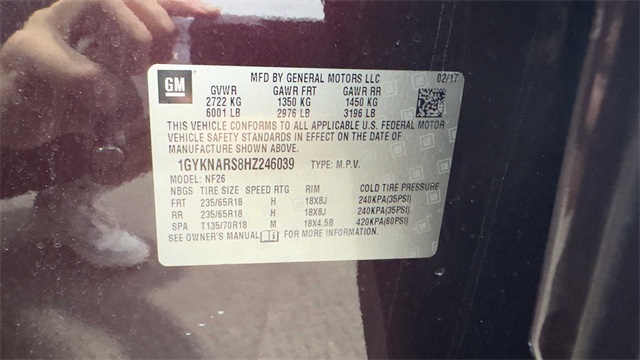 GM
MFD BY GENERAL MOTORS LLC 02/17
GVWR GAWR FRT GAWR RR
2722 KG 1350 KG 1450 KG
6001 LB 2976 LB 3196 LB
THIS VEHICLE CONFORMS TO ALL APPLICABLE U.S. FEDERAL MOTOR
VEHICLE SAFETY STANDARDS IN EFFECT ON THE DATE OF
MANUFACTURE SHOWN ABOVE.
1GYKNARS8HZ246039 TYPE: M.P.V.
MODEL: NF26
NBGS TIRE SIZE SPEED RTG RIM COLD TIRE PRESSURE
FRT 235/65R18 H 18X8J 240KPA(35PSI)
RR 235/65R18 H 18X8J 240KPA(35PSI)
SPA T135/70R18 M 18X4.5B 420KPA(60PSI)
SEE OWNER'S MANUAL FOR MORE INFORMATION.